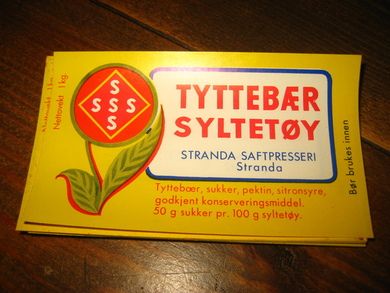 Nettovekt 1 kg.
S
S S S
S
TYTTEBÆR
SYLTETØY
STRANDA SAFTPRESSERI
Stranda
Tyttebær, sukker, pektin, sitronsyre,
godkjent konserveringsmiddel.
50 g sukker pr. 100 g syltetøy.
Bør brukes innen